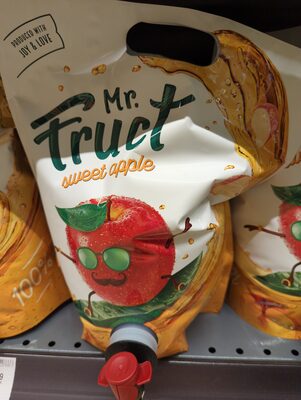 PRODUCED WITH
JOY & LOVE
Mr.
Fruct
sweet apple
100%